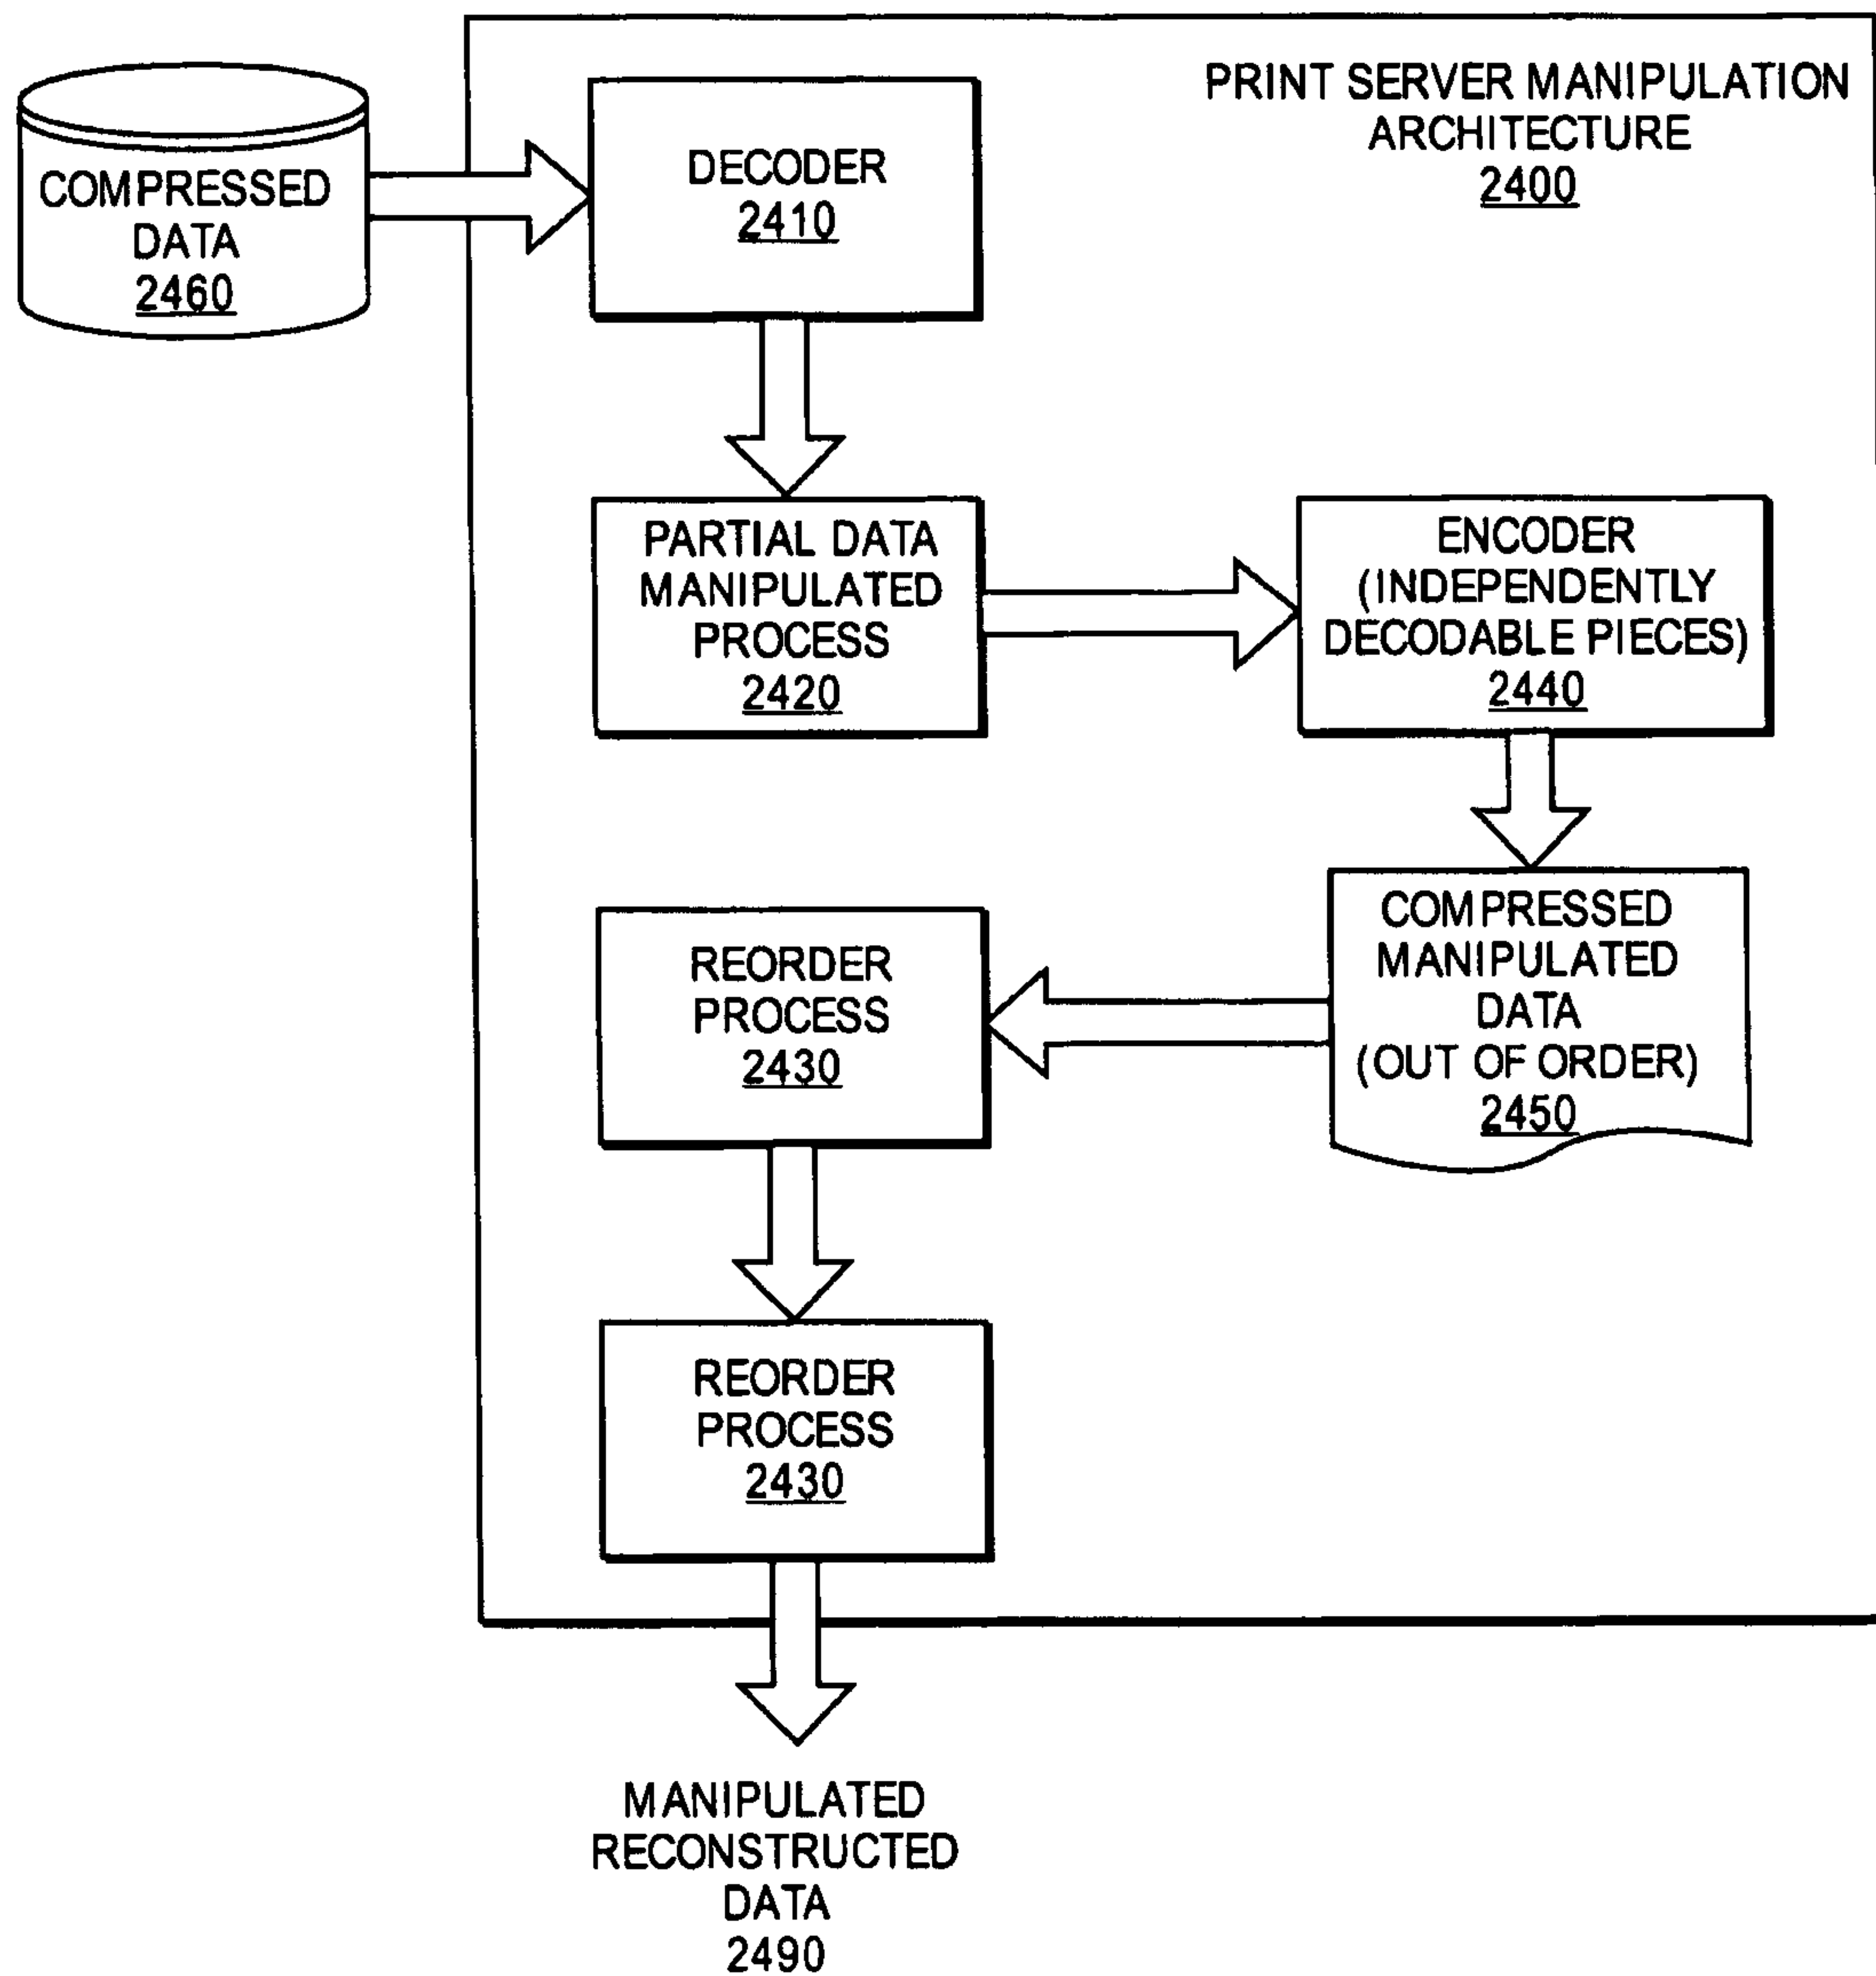 PRINT SERVER MANIPULATION
ARCHITECTURE
2400
COMPRESSED
DATA
2460
DECODER
2410
PARTIAL DATA
MANIPULATED
PROCESS
2420
ENCODER
(INDEPENDENTLY
DECODABLE PIECES)
2440
COMPRESSED
MANIPULATED
DATA
(OUT OF ORDER)
2450
REORDER
PROCESS
2430
REORDER
PROCESS
2430
MANIPULATED
RECONSTRUCTED
DATA
2490